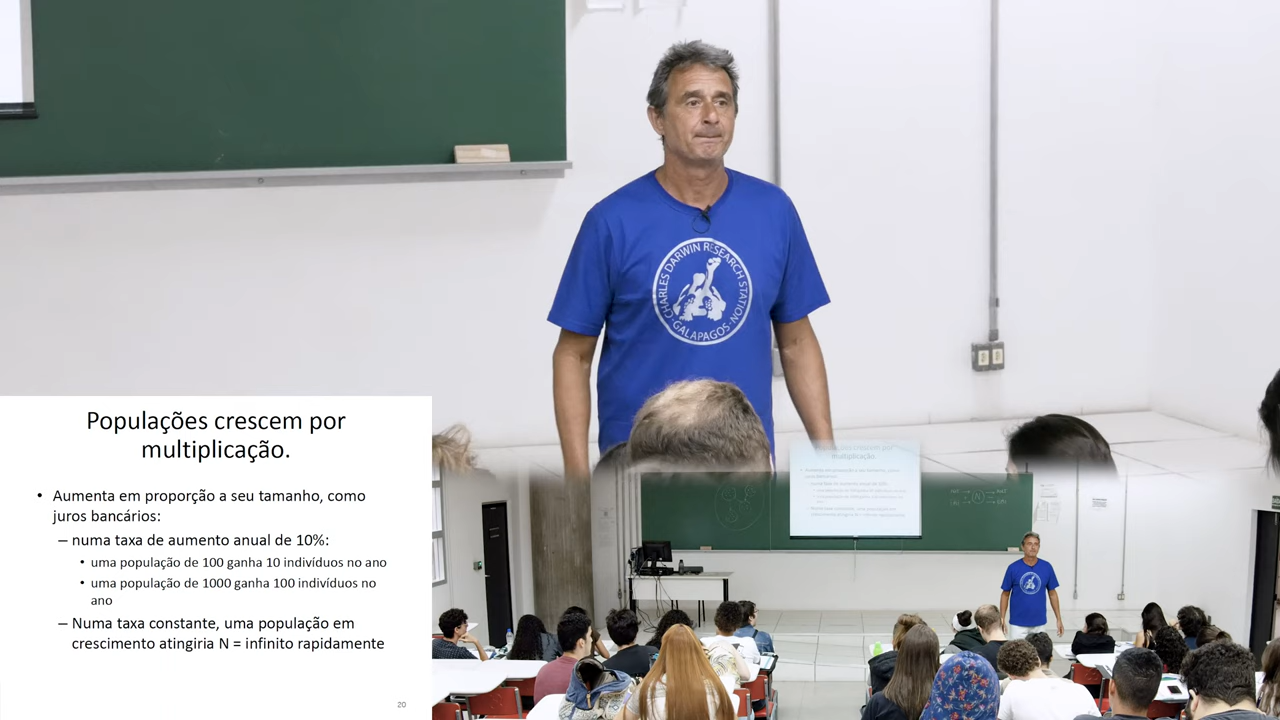 CHARLES DARWIN RESEARCH STATION
GALAPAGOS
Populações crescem por
multiplicação.
• Aumenta em proporção a seu tamanho, como
juros bancários:
– numa taxa de aumento anual de 10%:
• uma população de 100 ganha 10 indivíduos no ano
• uma população de 1000 ganha 100 indivíduos no
ano
– Numa taxa constante, uma população em
crescimento atingiria N = infinito rapidamente
20
multiplicação.